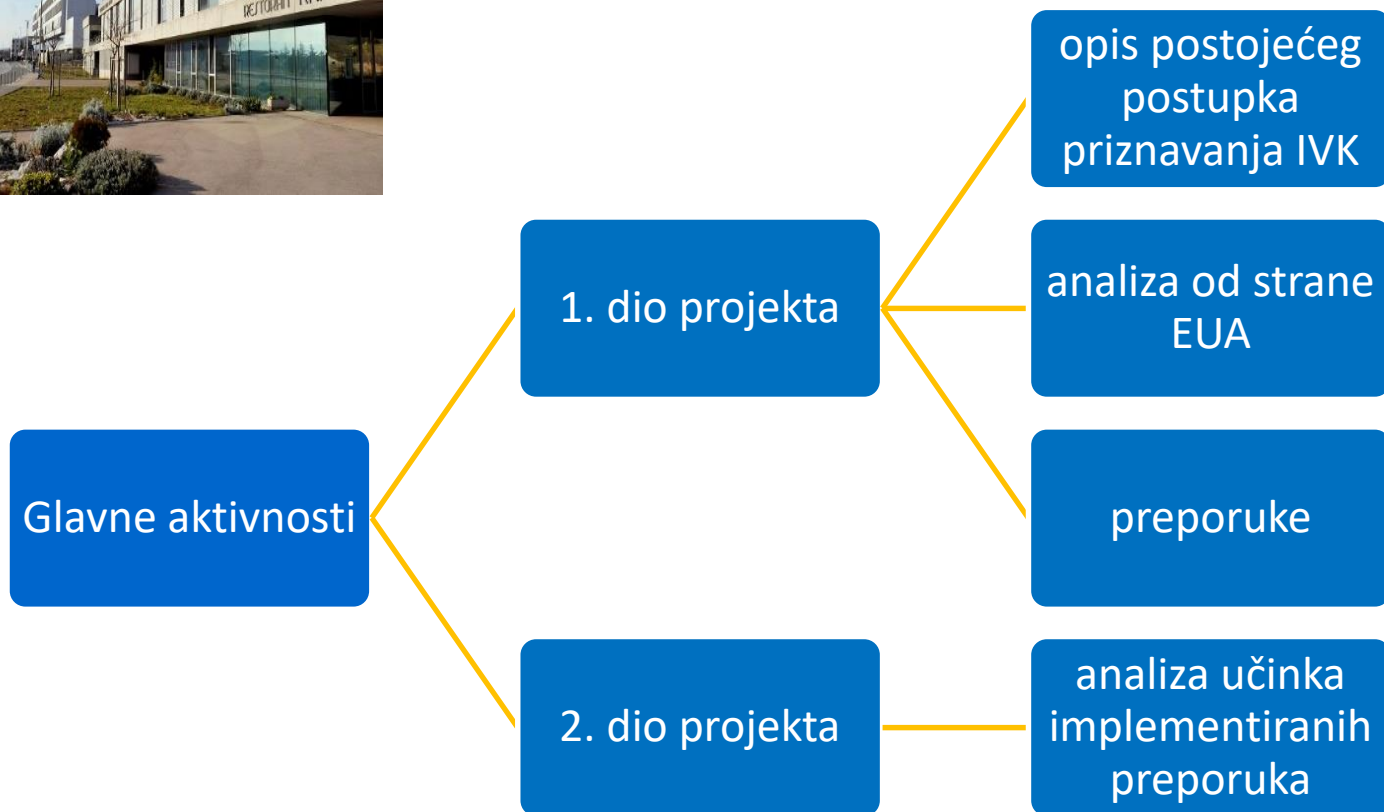 RESTORAN
opis postojećeg
postupka
priznavanja IVK
1. dio projekta
analiza od strane
EUA
Glavne aktivnosti
preporuke
2. dio projekta
analiza učinka
implementiranih
preporuka